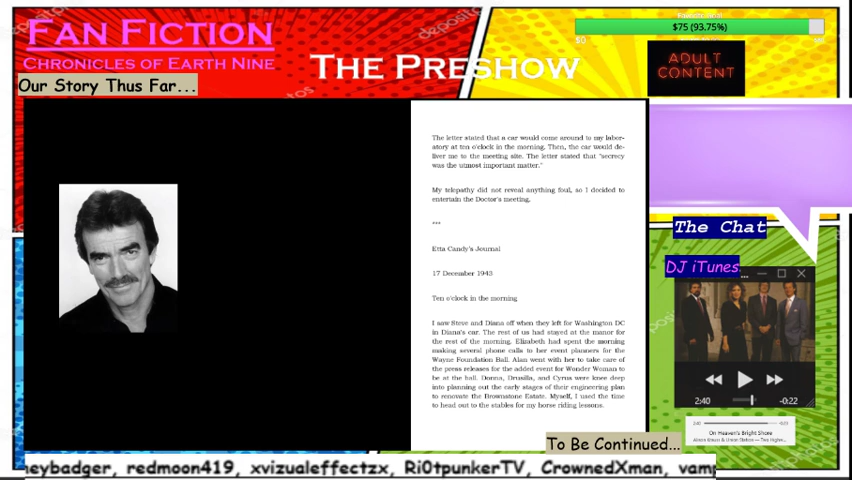 FAN FICTION
CHRONICLES OF EARTH NINE
Our Story Thus Far...
THE PRESHOW
$75 (93.75%)
$0
ADULT
CONTENT
The letter stated that a car would come around to my labor-
atory at ten o'clock in the morning. Then, the car would de-
liver me to the meeting site. The letter stated that "secrecy
was the utmost important matter."
My telepathy did not reveal anything foul, so I decided to
entertain the Doctor's meeting.
***
Etta Candy's Journal
17 December 1943
Ten o'clock in the morning
I saw Steve and Diana off when they left for Washington DC
in Diana's car. The rest of us had stayed at the manor for
the rest of the morning. Elizabeth had spent the morning
making several phone calls to her event planners for the
Wayne Foundation Ball. Alan went with her to take care of
the press releases for the added event for Wonder Woman to
be at the ball. Donna, Drusilla, and Cyrus were knee deep
into planning out the early stages of their engineering plan
to renovate the Brownstone Estate. Myself, I used the time
to head out to the stables for my horse riding lessons.
The Chat
DJ iTunes
...
2:40
-0:22
On Heaven's Bright Shore
Alison Krauss & Union Station — Two Highw...
To Be Continued...
neybadger, redmoon419, xvizualeffectzx, Ri0tpunkerTV, CrownedXman, vamp